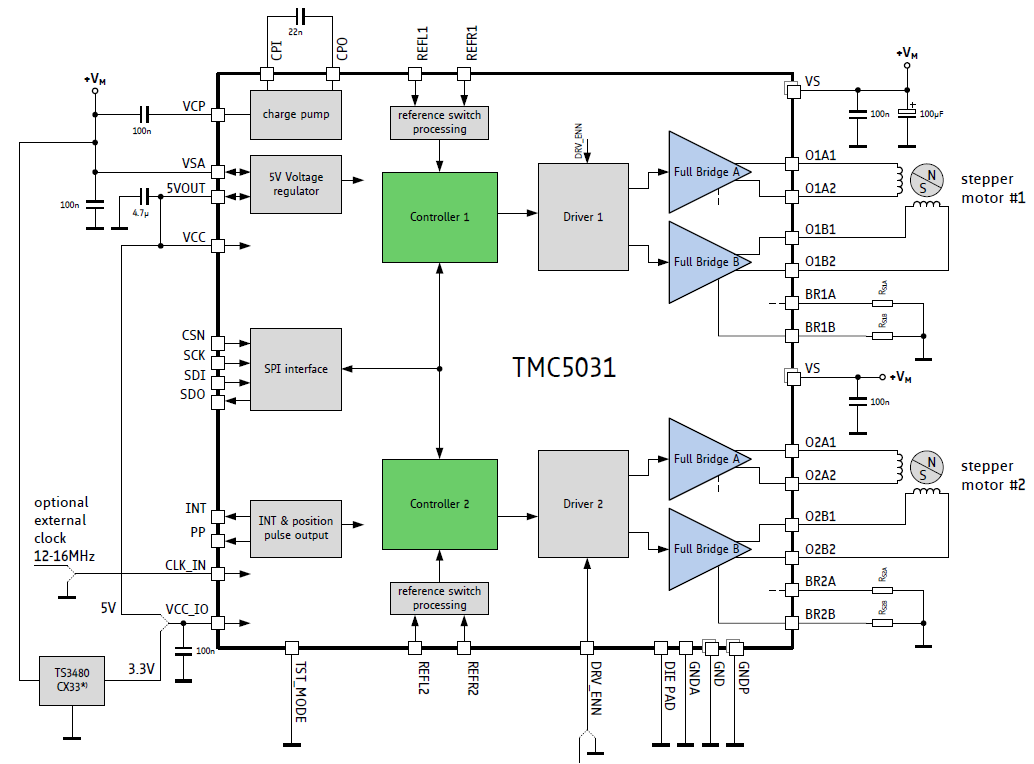 22n
CPI
CPO
REFL1
REFR1
+VM
VCP
100n
charge pump
reference switch
processing
DRV_ENN
VS
+VM
100n
+
100µF
VSA
5VOUT
100n
4.7µ
VCC
5V Voltage
regulator
Controller 1
Driver 1
Full Bridge A
Full Bridge B
O1A1
O1A2
O1B1
O1B2
BR1A
BR1B
RS1A
RS1B
N
S
stepper
motor #1
CSN
SCK
SDI
SDO
SPI interface
TMC5031
VS
+VM
100n
optional
external
clock
12-16MHz
INT
PP
CLK_IN
INT & position
pulse output
Controller 2
Driver 2
Full Bridge A
Full Bridge B
O2A1
O2A2
O2B1
O2B2
BR2A
BR2B
RS2A
RS2B
N
S
stepper
motor #2
reference switch
processing
5V
VCC_IO
100n
3.3V
TS3480
CX33*)
TST_MODE
REFL2
REFR2
DRV_ENN
DIE PAD
GNDA
GND
GNDP